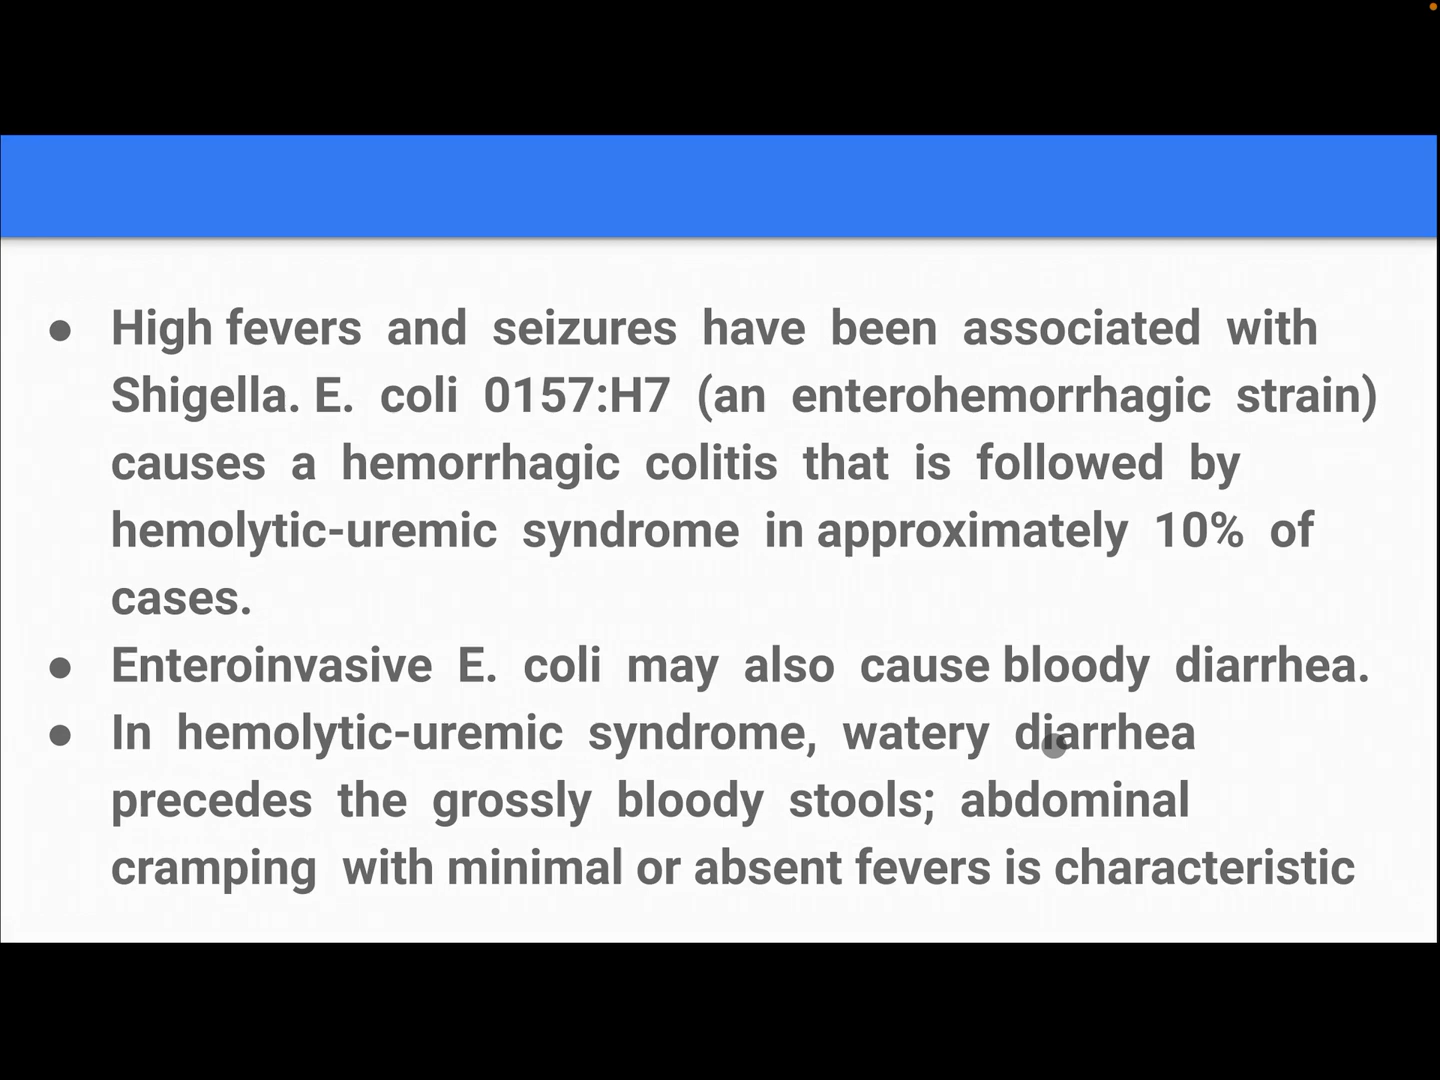 ● High fevers and seizures have been associated with
Shigella. E. coli 0157:H7 (an enterohemorrhagic strain)
causes a hemorrhagic colitis that is followed by
hemolytic-uremic syndrome in approximately 10% of
cases.
● Enteroinvasive E. coli may also cause bloody diarrhea.
● In hemolytic-uremic syndrome, watery diarrhea
precedes the grossly bloody stools; abdominal
cramping with minimal or absent fevers is characteristic